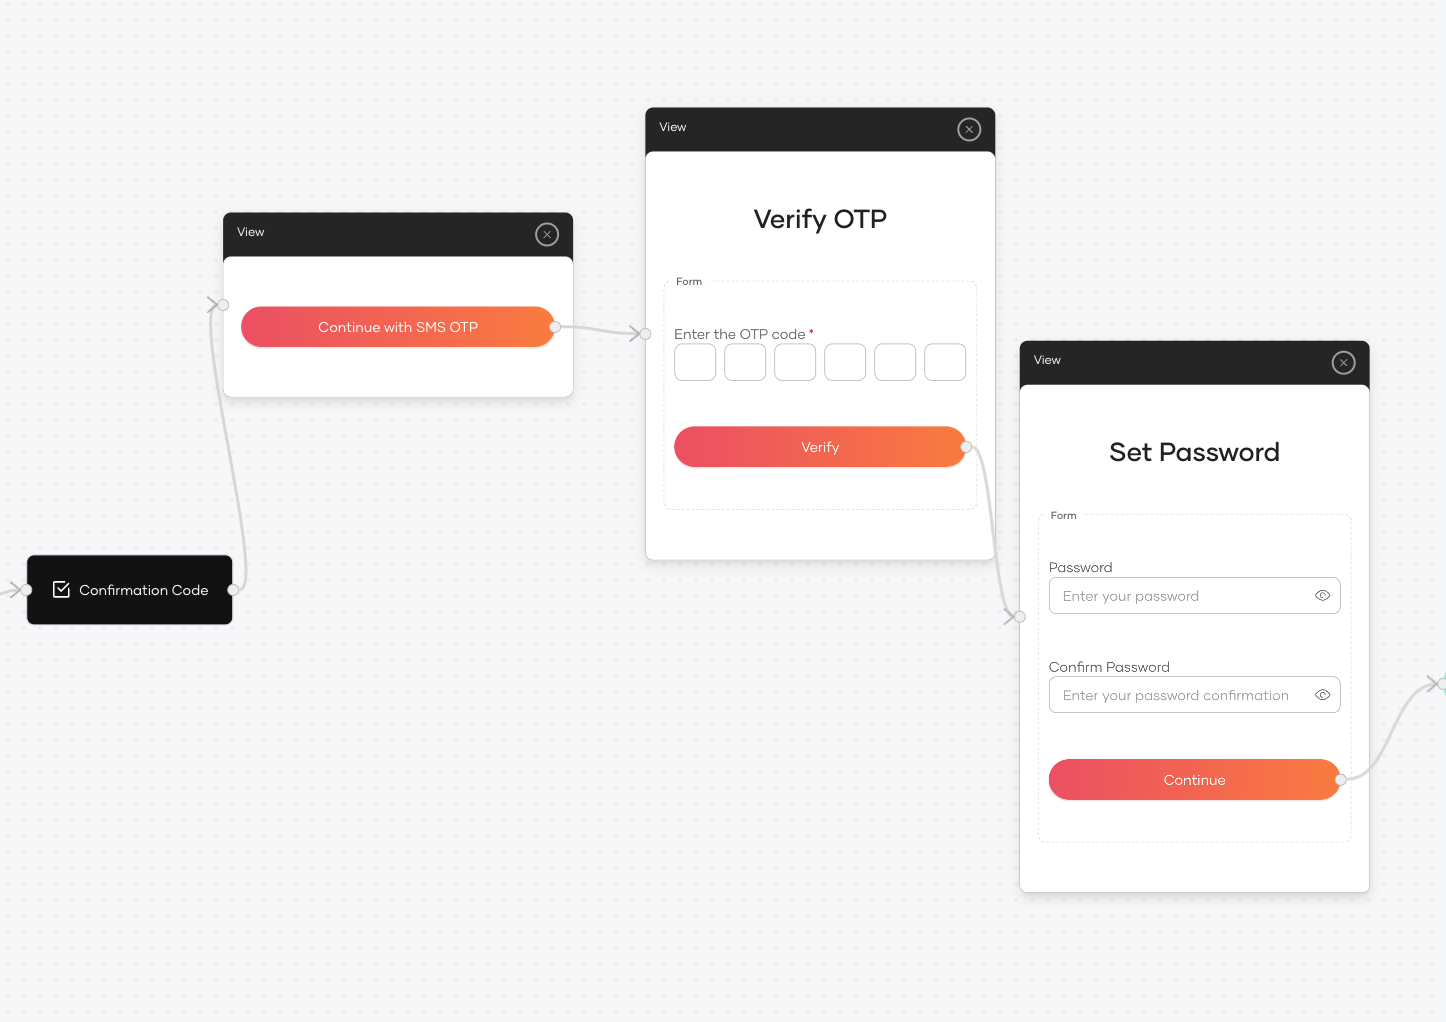 Confirmation Code
View
Continue with SMS OTP
View
Verify OTP
Form
Enter the OTP code *
Verify
View
Set Password
Form
Password
Enter your password
Confirm Password
Enter your password confirmation
Continue